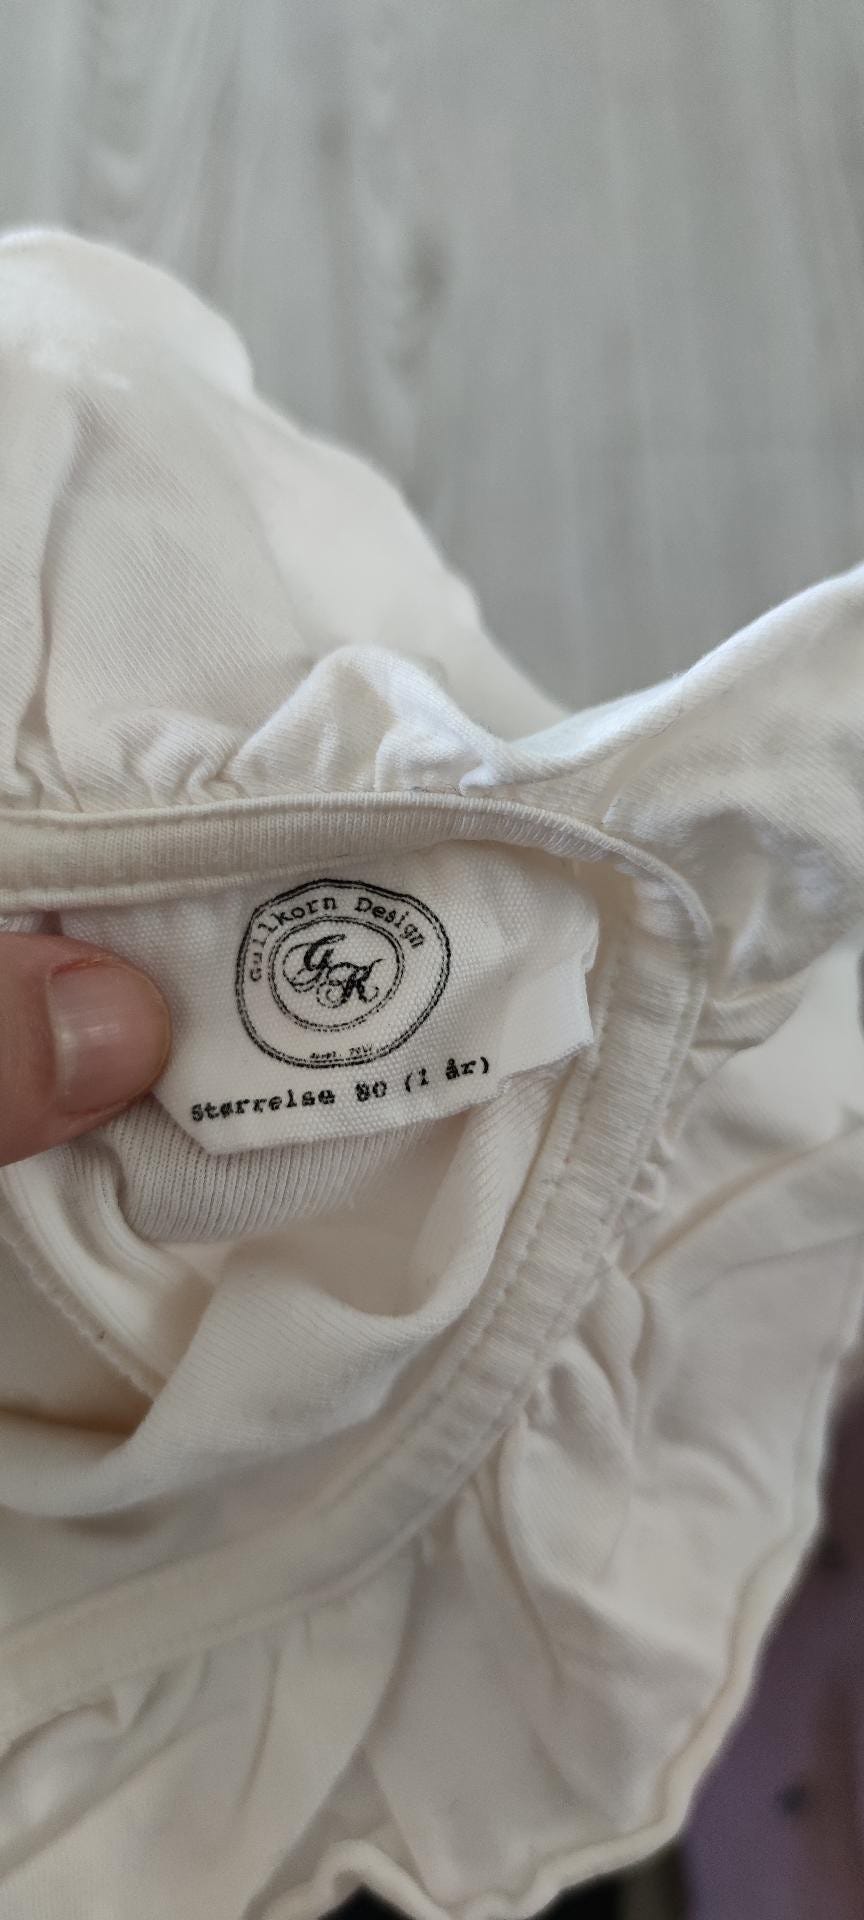 Gullkorn Design
GK
Størrelse 80 (1 år)